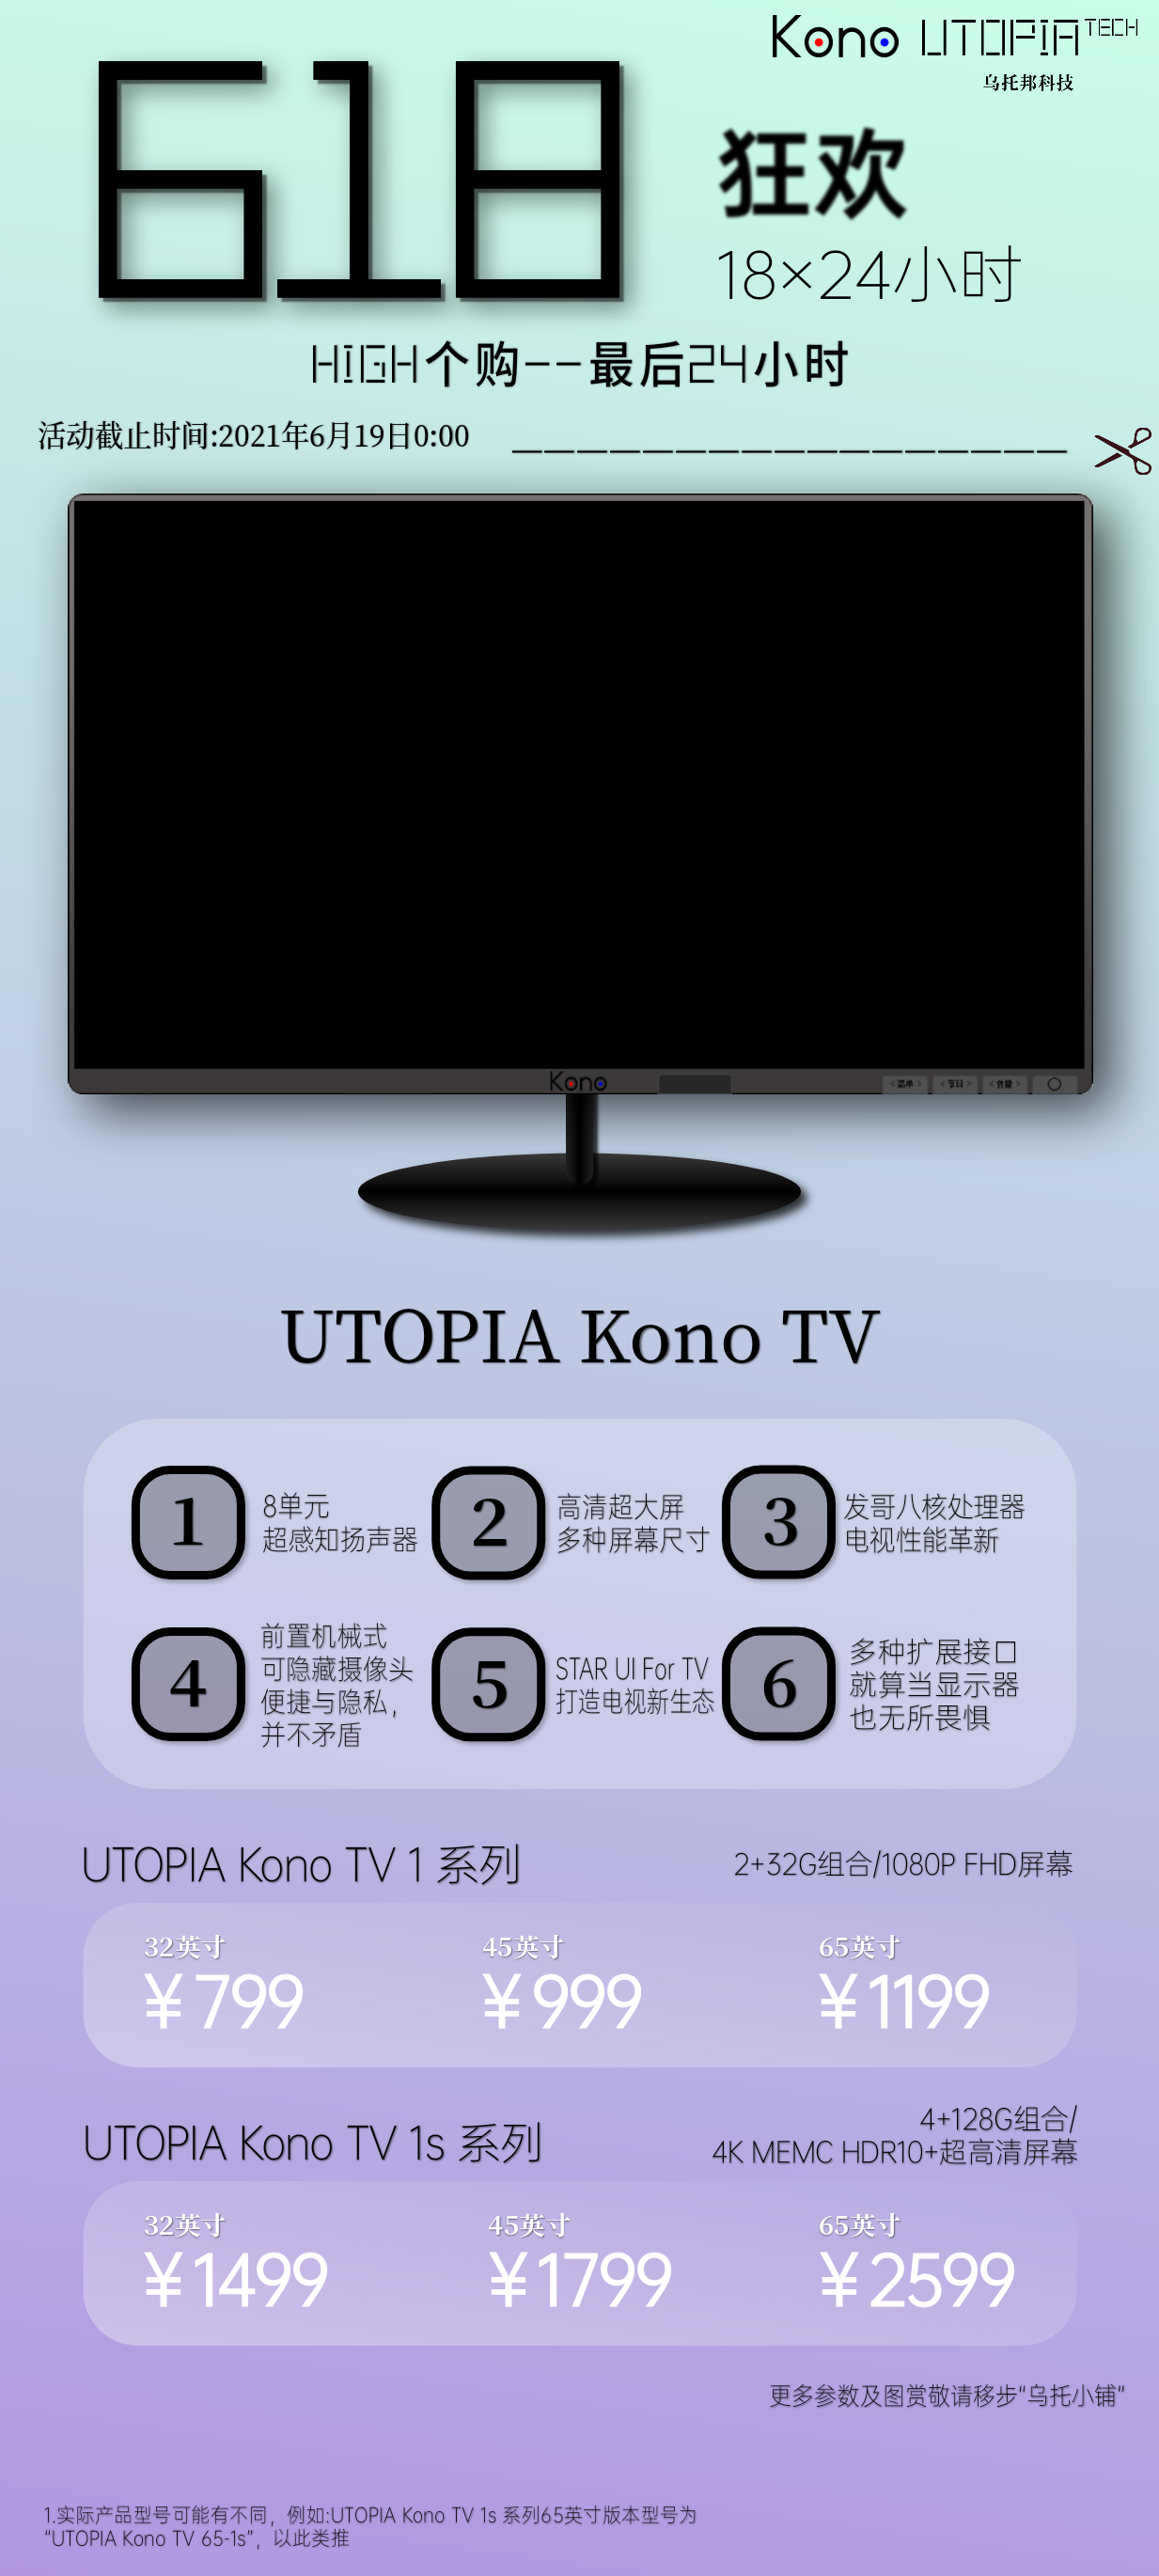 Kono UTOPIA TECH
乌托邦科技
618
狂欢
18×24小时
HIGH个购--最后24小时
活动截止时间:2021年6月19日0:00
Kono
<菜单> <节目> <音量>
UTOPIA Kono TV
1
8单元
超感知扬声器
2
高清超大屏
多种屏幕尺寸
3
发哥八核处理器
电视性能革新
4
前置机械式
可隐藏摄像头
便捷与隐私，
并不矛盾
5
STAR UI For TV
打造电视新生态
6
多种扩展接口
就算当显示器
也无所畏惧
UTOPIA Kono TV 1 系列
2+32G组合/1080P FHD屏幕
32英寸
¥799
45英寸
¥999
65英寸
¥1199
UTOPIA Kono TV 1s 系列
4+128G组合/
4K MEMC HDR10+超高清屏幕
32英寸
¥1499
45英寸
¥1799
65英寸
¥2599
更多参数及图赏敬请移步“乌托小铺”
1.实际产品型号可能有不同，例如:UTOPIA Kono TV 1s 系列65英寸版本型号为
“UTOPIA Kono TV 65-1s”，以此类推